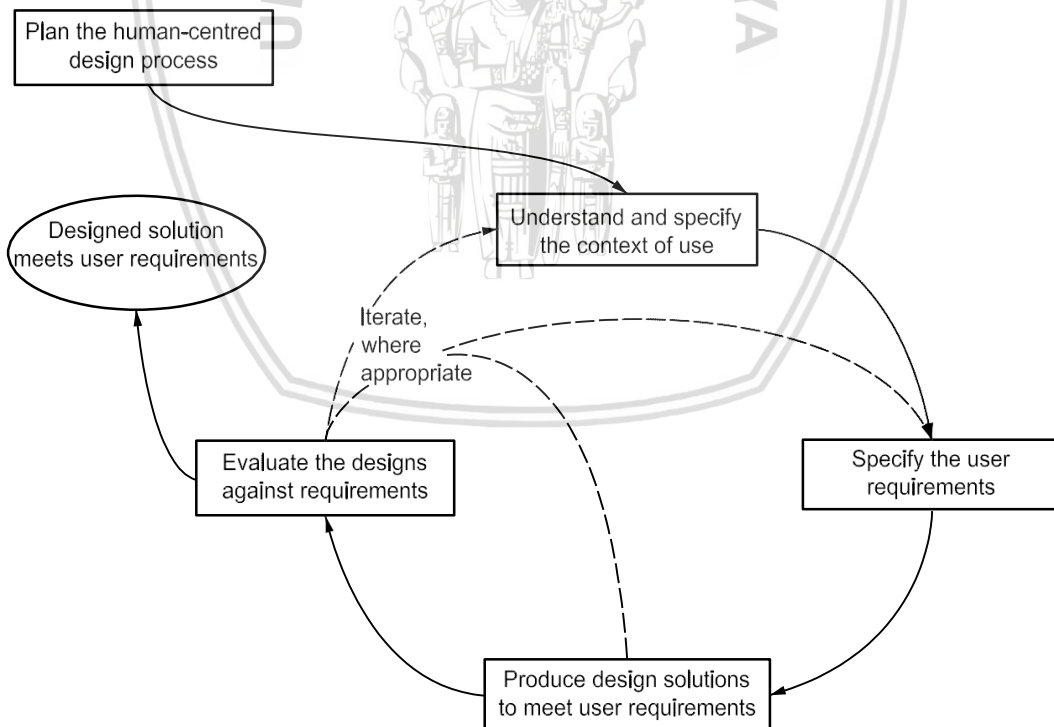 Plan the human-centred
design process
Designed solution
meets user requirements
Understand and specify
the context of use
Iterate,
where
appropriate
Evaluate the designs
against requirements
Specify the user
requirements
Produce design solutions
to meet user requirements